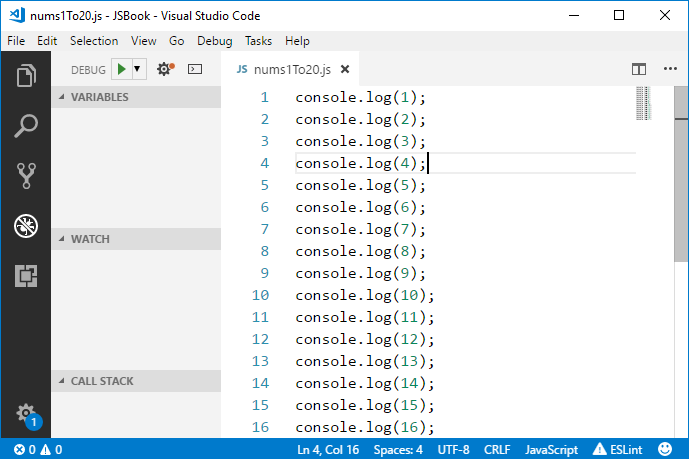 nums1To20.js - JSBook - Visual Studio Code
File Edit Selection View Go Debug Tasks Help
DEBUG
JS nums1To20.js
VARIABLES
WATCH
CALL STACK
1 console.log(1);
2 console.log(2);
3 console.log(3);
4 console.log(4);
5 console.log(5);
6 console.log(6);
7 console.log(7);
8 console.log(8);
9 console.log(9);
10 console.log(10);
11 console.log(11);
12 console.log(12);
13 console.log(13);
14 console.log(14);
15 console.log(15);
16 console.log(16);
1
0 0 Ln 4, Col 16 Spaces: 4 UTF-8 CRLF JavaScript ESLint